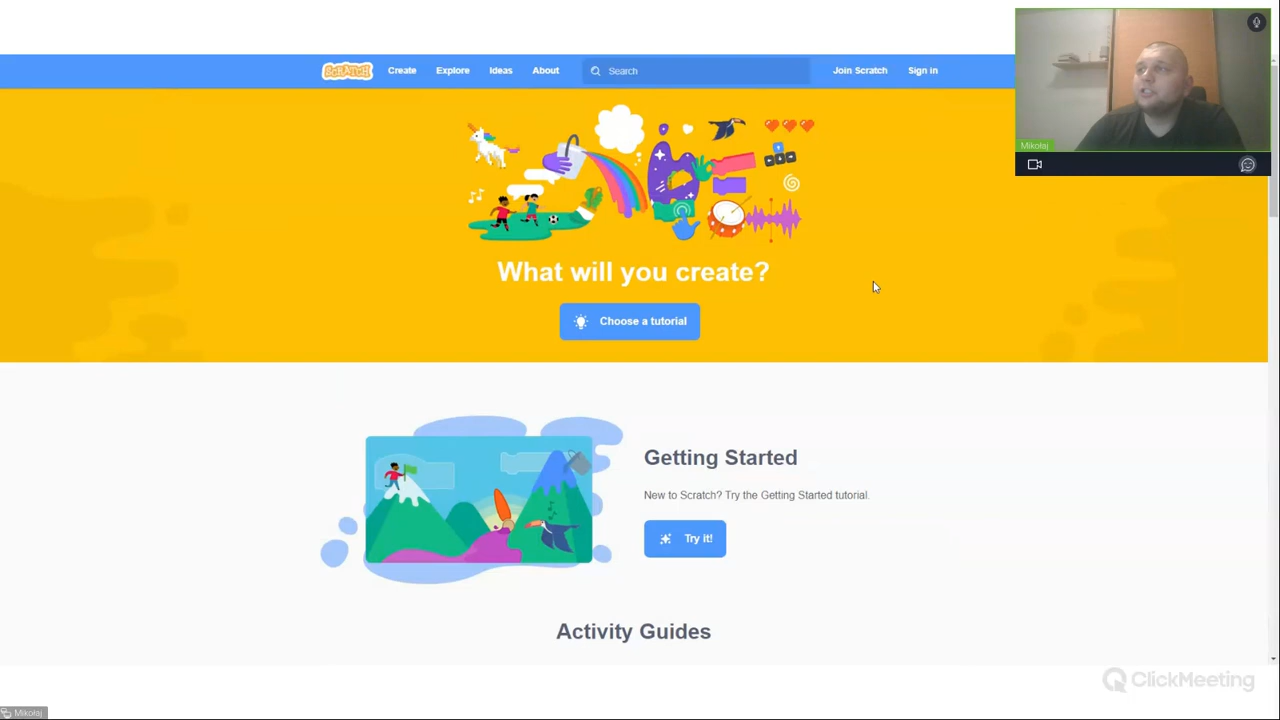 SCRATCH
Create
Explore
Ideas
About
Search
Join Scratch
Sign in
Mikołaj
What will you create?
Choose a tutorial
Getting Started
New to Scratch? Try the Getting Started tutorial.
Try it!
Activity Guides
ClickMeeting
Mikołaj